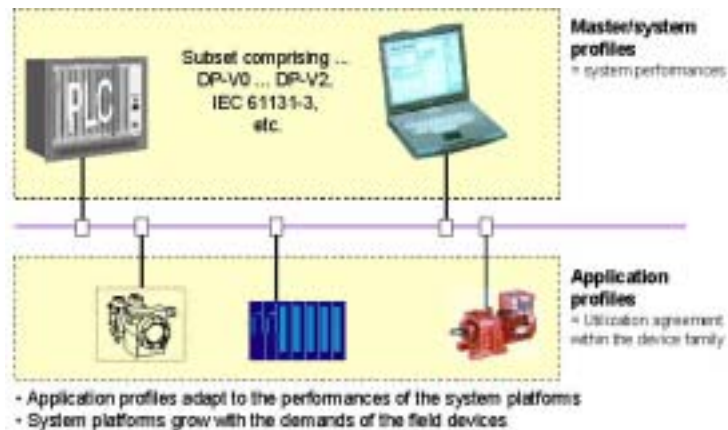 Master/system
profiles
= system performances
Subset comprising ...
DP-V0 ... DP-V2,
IEC 61131-3,
etc.
PLC
Application
profiles
= Utilization agreement
within the device family
• Application profiles adapt to the performances of the system platforms
• System platforms grow with the demands of the field devices